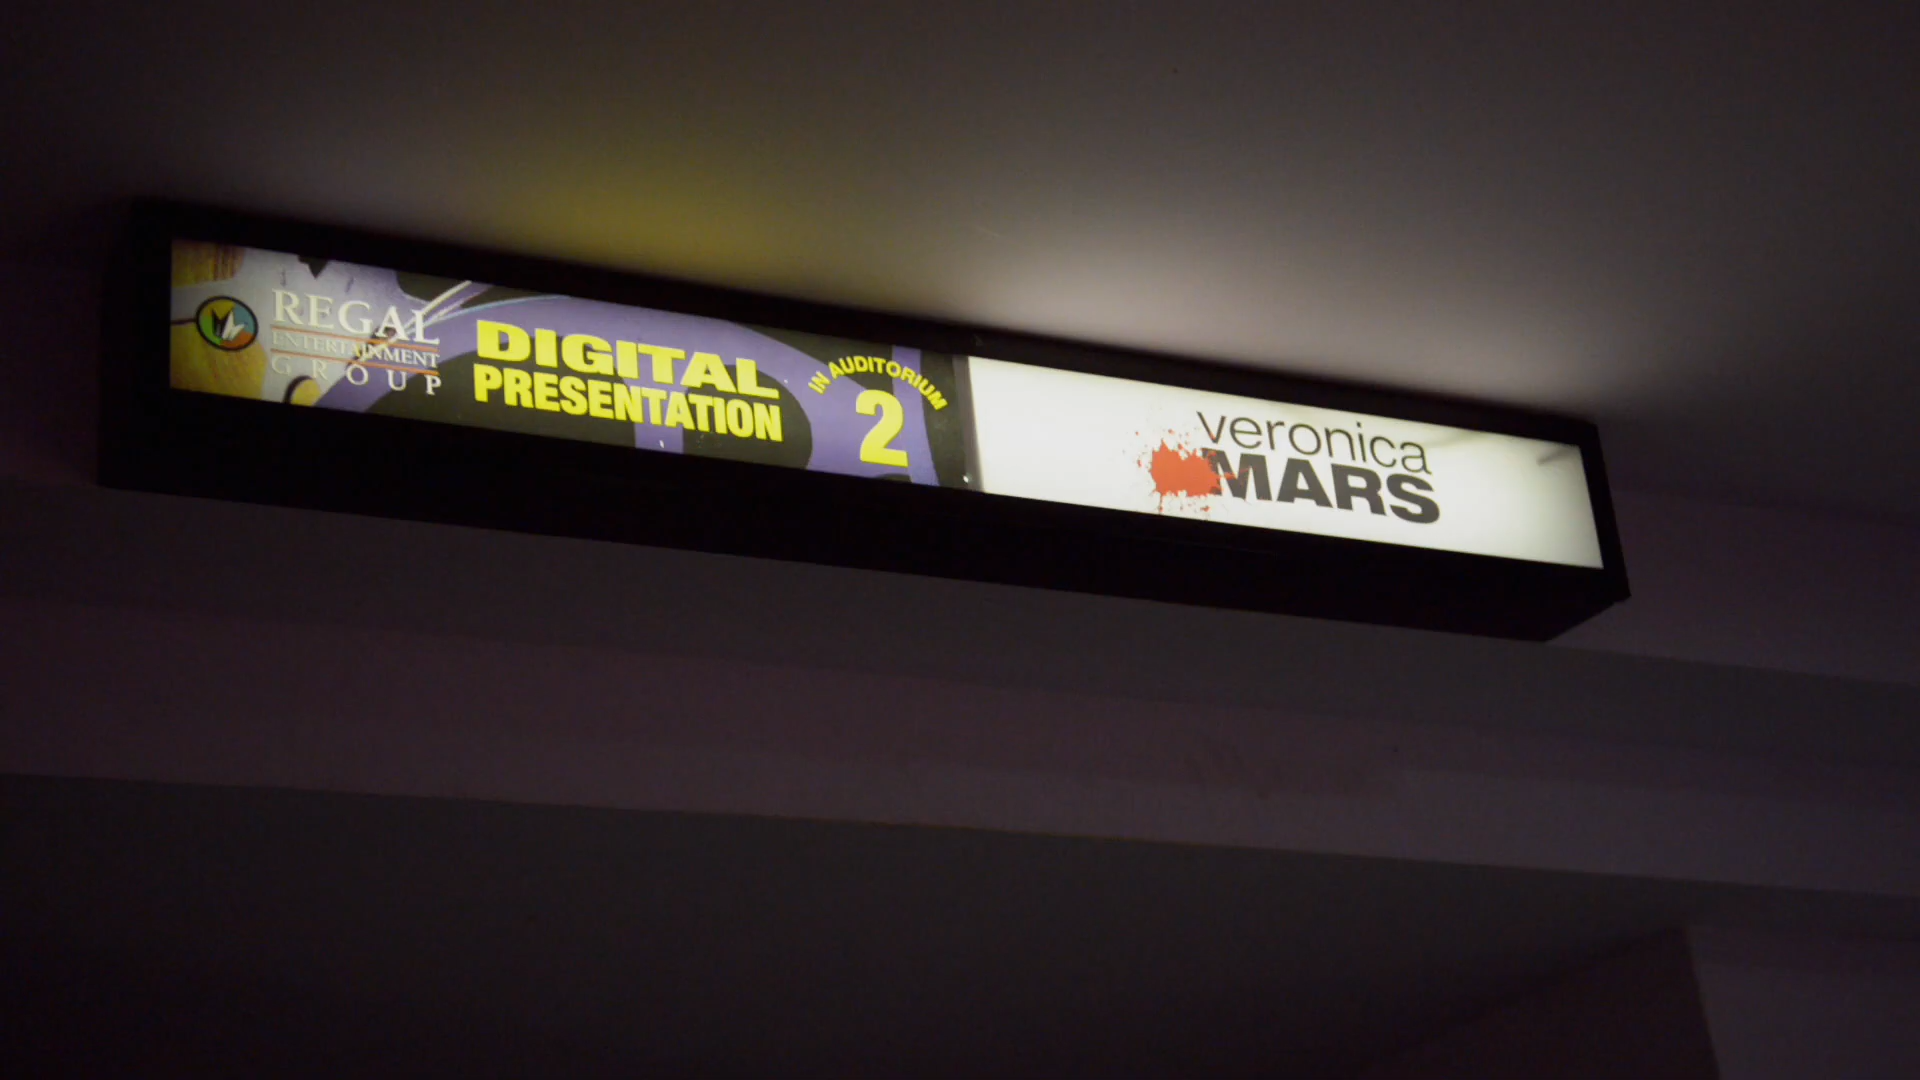 REGAL
ENTERTAINMENT
GROUP
DIGITAL
PRESENTATION
IN AUDITORIUM
2
veronica
MARS